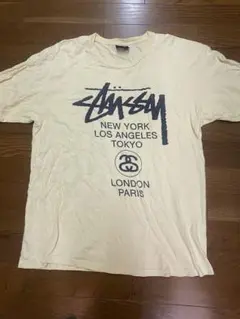 STÜSSY
NEW YORK
LOS ANGELES
TOKYO
LONDON
PARIS